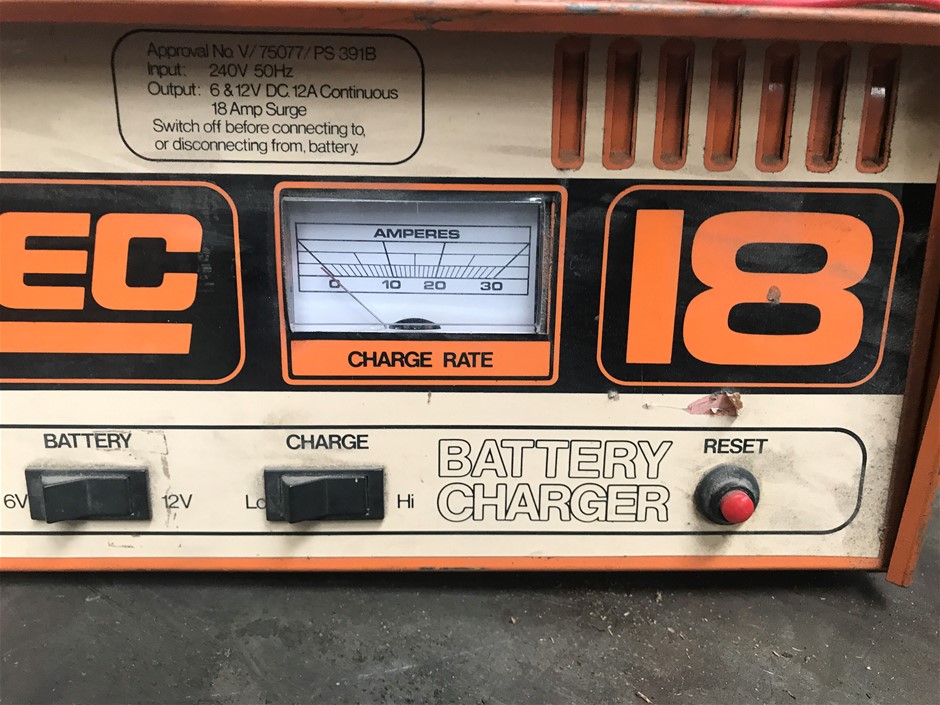 Approval No. V/75077/PS 391B
Input: 240V 50Hz
Output: 6 & 12V DC. 12A Continuous
18 Amp Surge
Switch off before connecting to,
or disconnecting from, battery.
EC
AMPERES
0 10 20 30
CHARGE RATE
18
BATTERY
6V 12V
CHARGE
Lo Hi
BATTERY
CHARGER
RESET